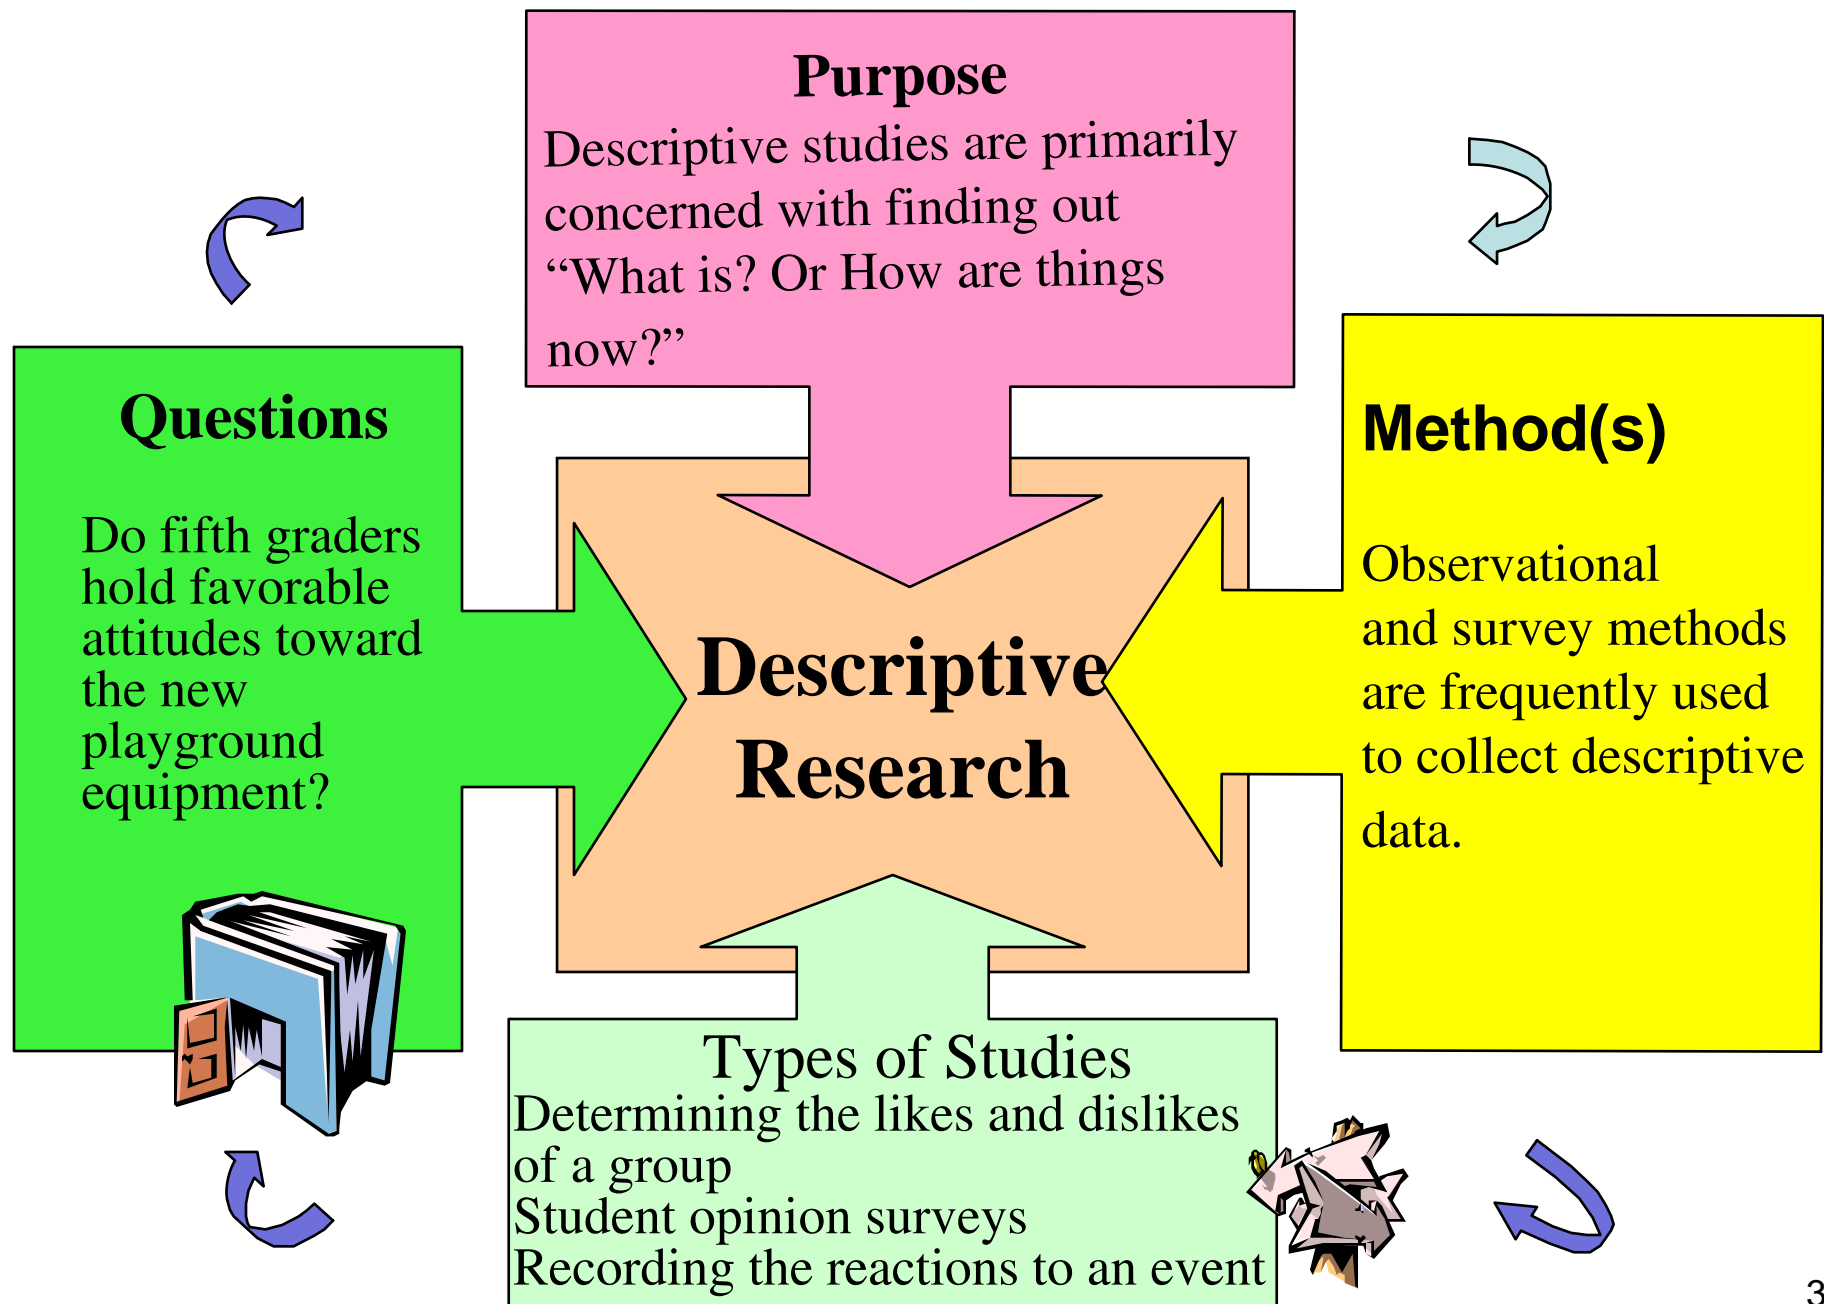 Purpose
Descriptive studies are primarily
concerned with finding out
“What is? Or How are things
now?”
Questions
Do fifth graders
hold favorable
attitudes toward
the new
playground
equipment?
Descriptive
Research
Method(s)
Observational
and survey methods
are frequently used
to collect descriptive
data.
Types of Studies
Determining the likes and dislikes
of a group
Student opinion surveys
Recording the reactions to an event
3